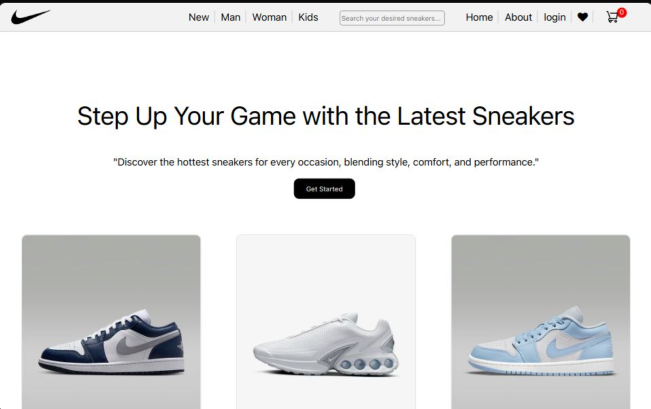 New Man Woman Kids Search your desired sneakers... Home About login 0
Step Up Your Game with the Latest Sneakers
"Discover the hottest sneakers for every occasion, blending style, comfort, and performance."
Get Started